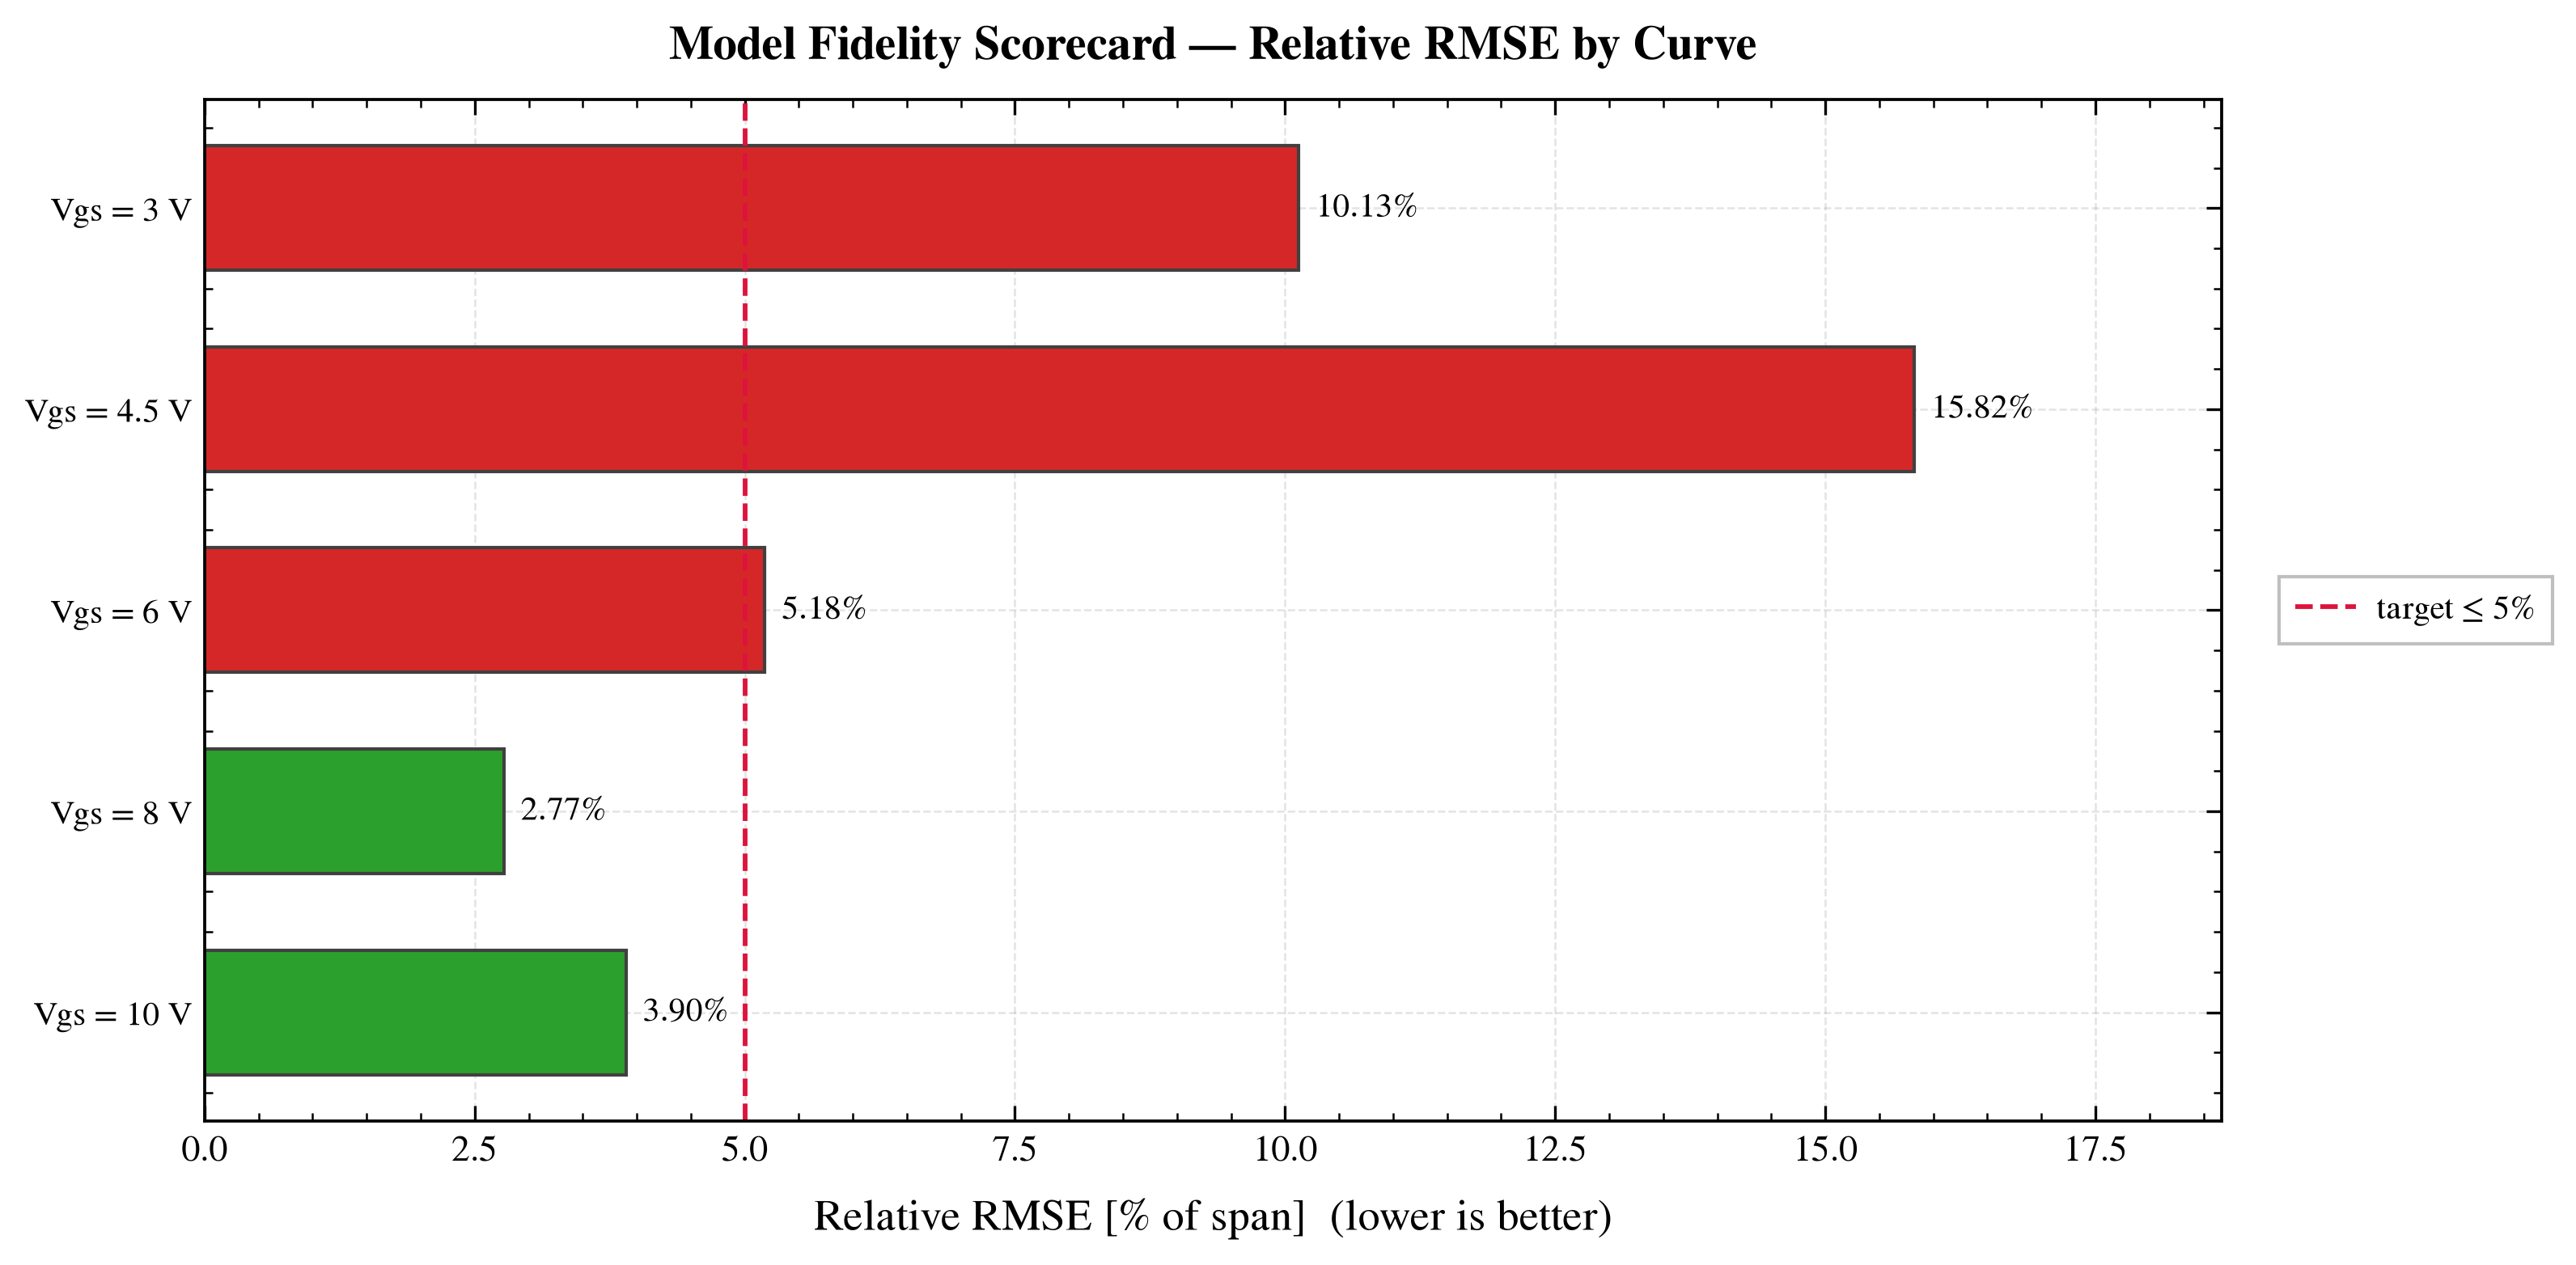 Model Fidelity Scorecard — Relative RMSE by Curve
Vgs = 3 V
10.13%
Vgs = 4.5 V
15.82%
Vgs = 6 V
5.18%
target ≤ 5%
Vgs = 8 V
2.77%
Vgs = 10 V
3.90%
0.0 2.5 5.0 7.5 10.0 12.5 15.0 17.5
Relative RMSE [% of span]  (lower is better)